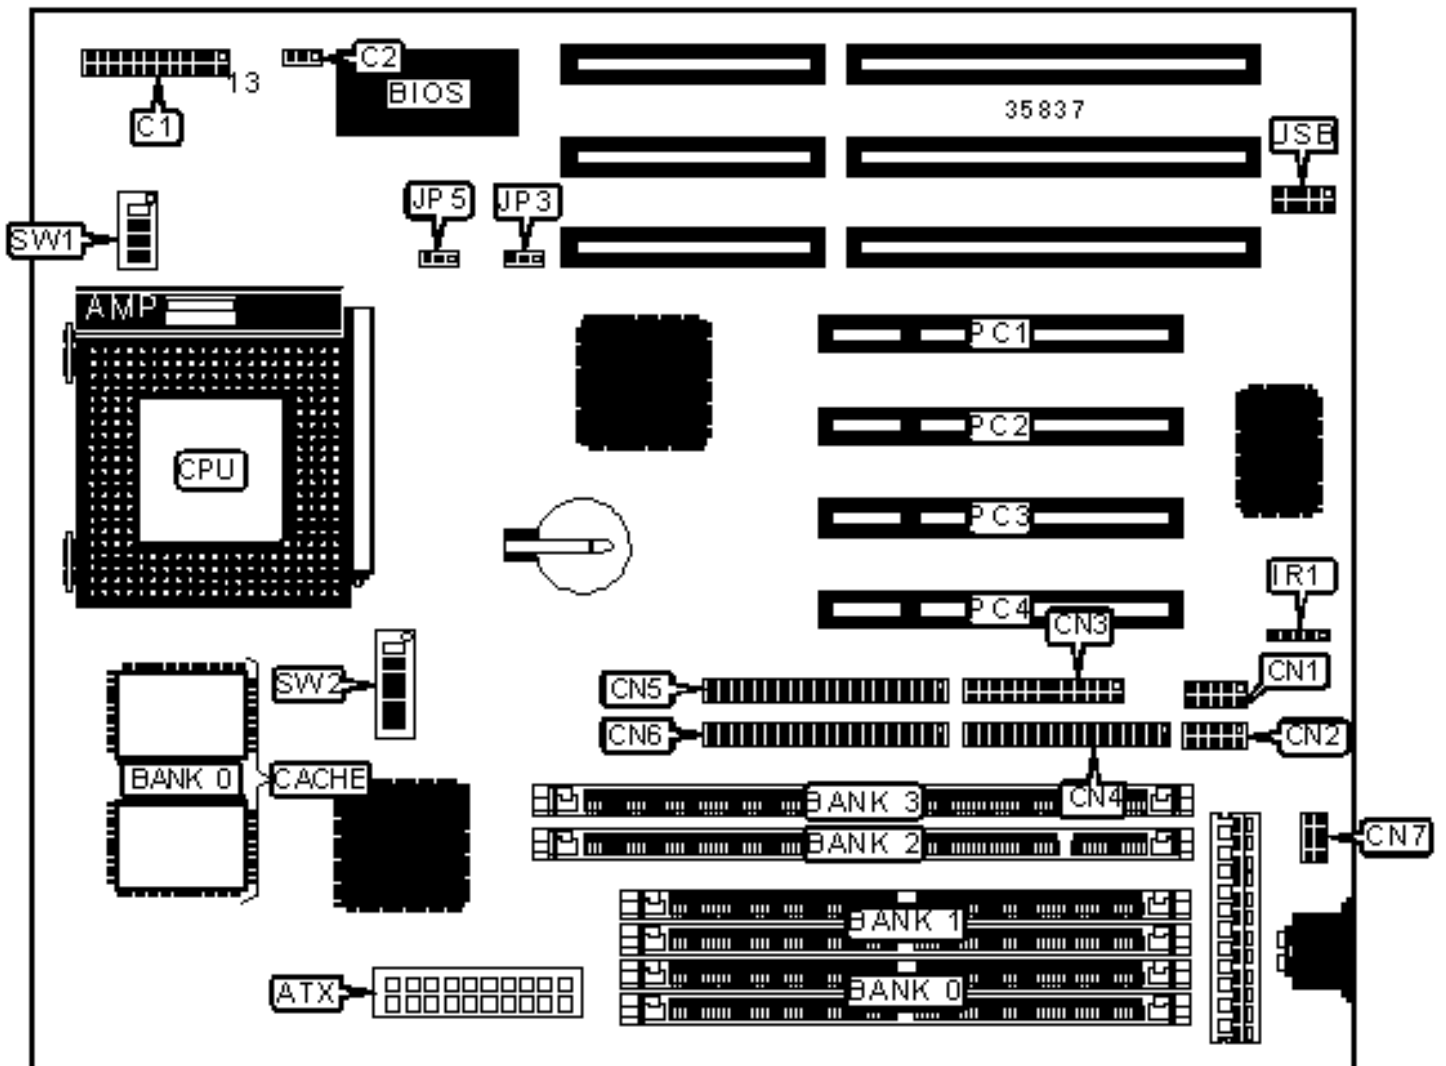 C2
13
BIOS
C1
35837
JSB
JP5
JP3
SW1
AMP
PC1
PC2
CPU
PC3
IR1
PC4
CN3
CN1
SW2
CN5
CN6
CN2
BANK 0
CACHE
BANK 3
CN4
CN7
BANK 2
BANK 1
ATX
BANK 0